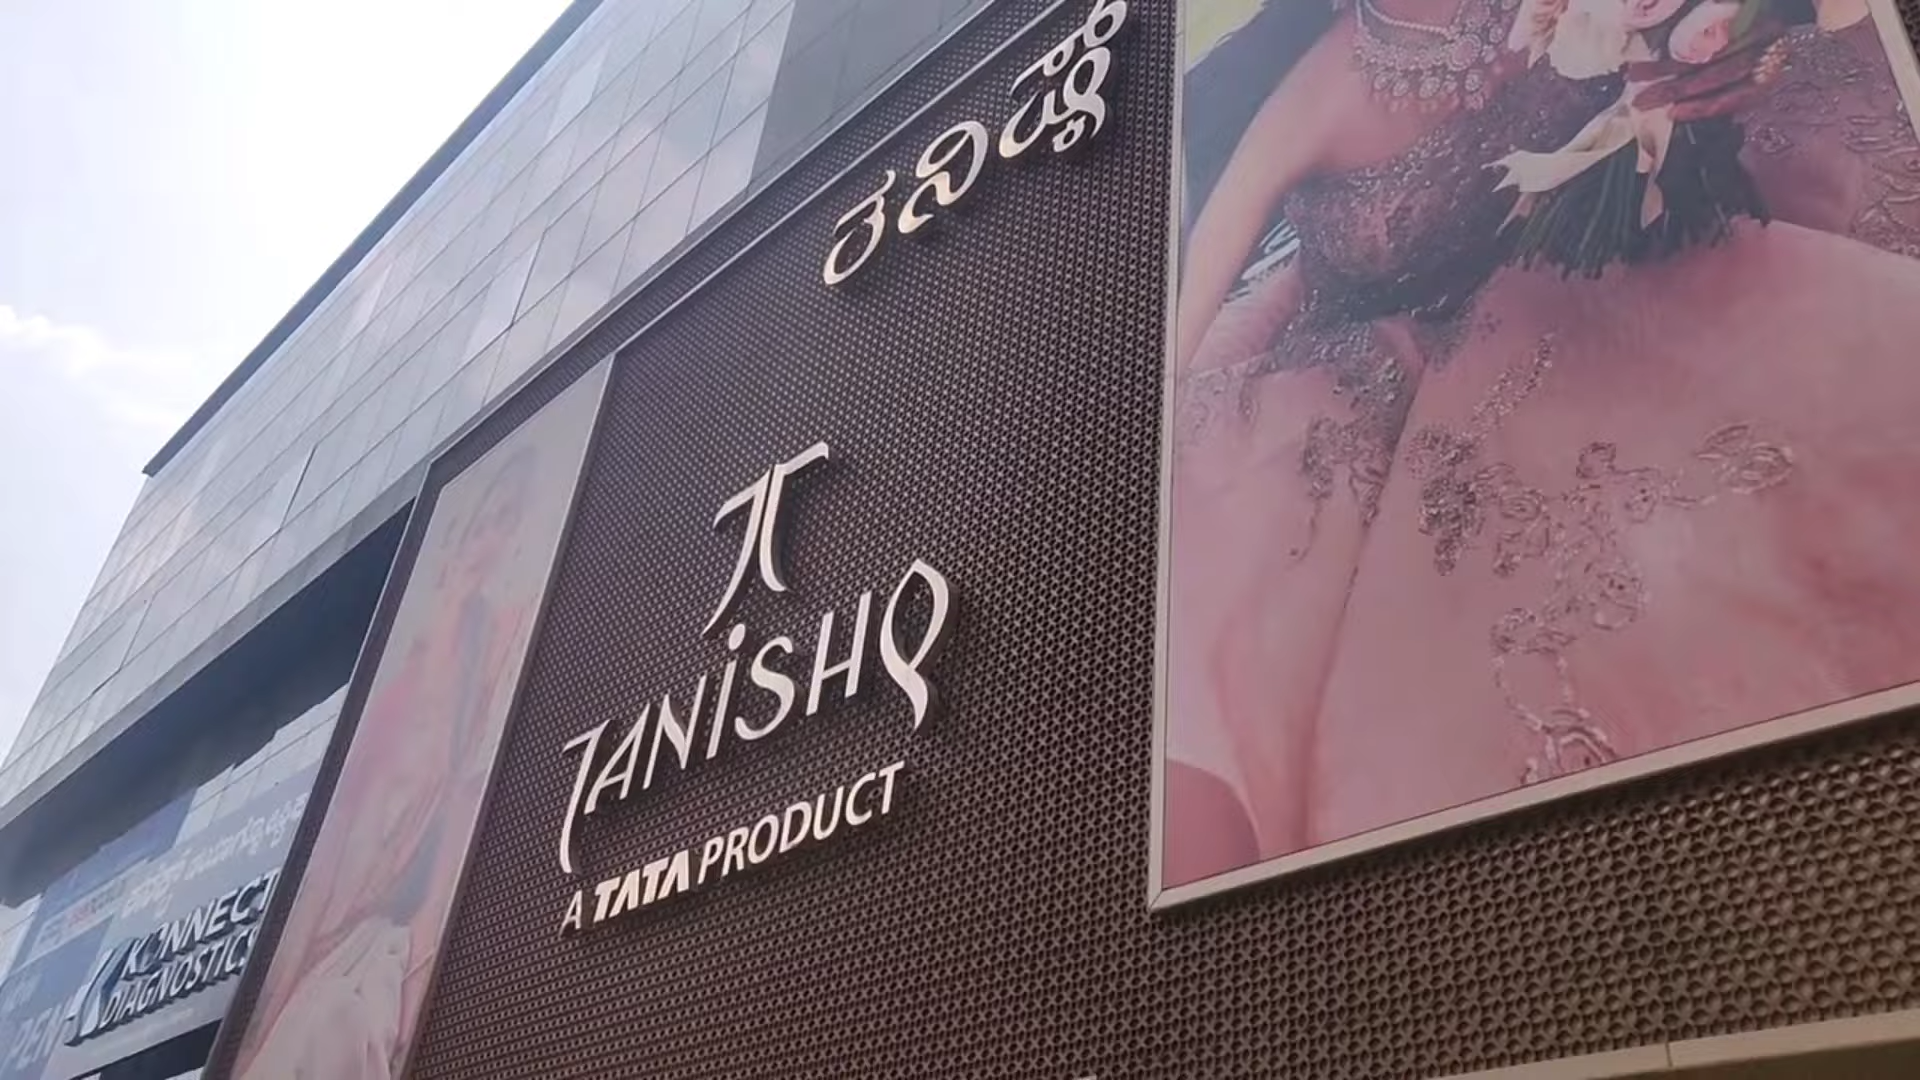 ತನಿಷ್ಕ್
TANiSHQ
A TATA PRODUCT
KONNECT
DIAGNOSTICS